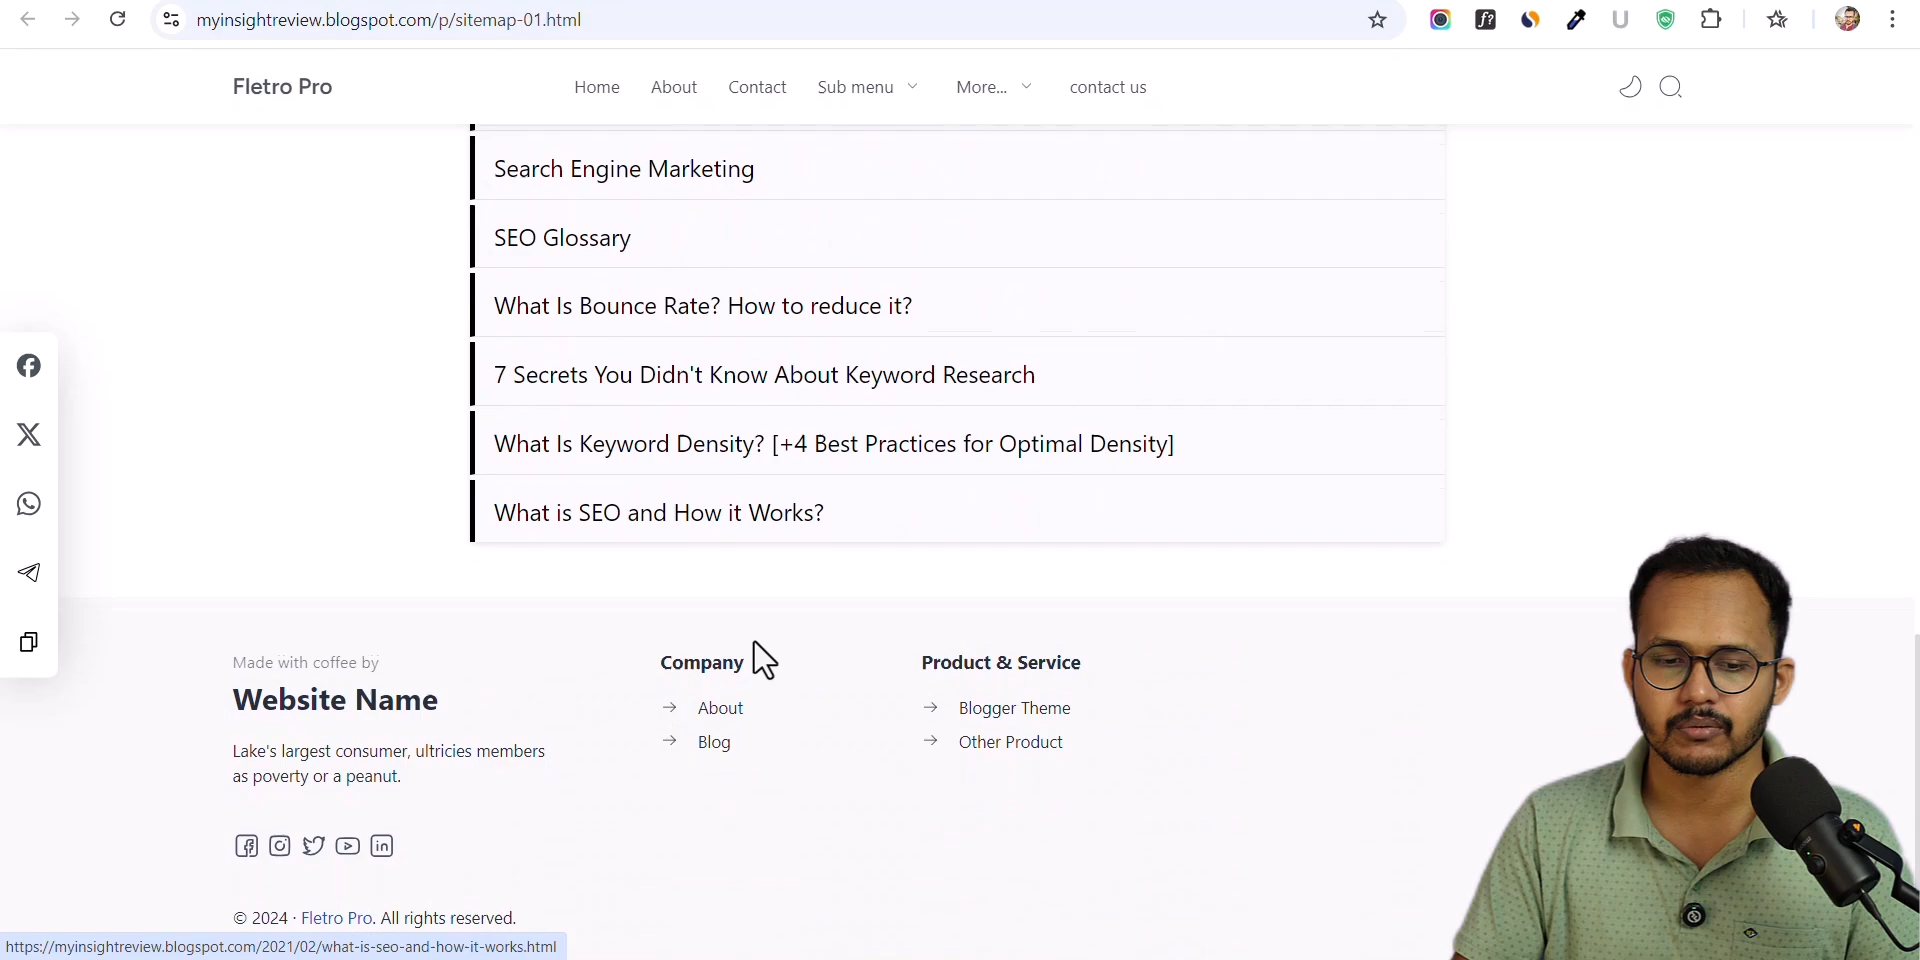 myinsightreview.blogspot.com/p/sitemap-01.html
Fletro Pro
Home
About
Contact
Sub menu
More...
contact us
Search Engine Marketing
SEO Glossary
What Is Bounce Rate? How to reduce it?
7 Secrets You Didn't Know About Keyword Research
What Is Keyword Density? [+4 Best Practices for Optimal Density]
What is SEO and How it Works?
Made with coffee by
Website Name
Lake's largest consumer, ultricies members
as poverty or a peanut.
Company
About
Blog
Product & Service
Blogger Theme
Other Product
© 2024 · Fletro Pro. All rights reserved.
https://myinsightreview.blogspot.com/2021/02/what-is-seo-and-how-it-works.html